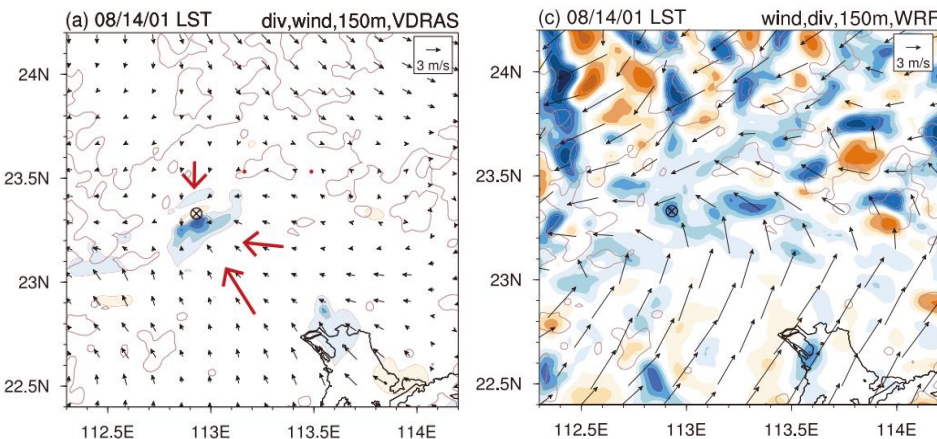 (a) 08/14/01 LST div,wind,150m,VDRAS
3 m/s
24N
23.5N
23N
22.5N
112.5E 113E 113.5E 114E
(c) 08/14/01 LST wind,div,150m,WRF
3 m/s
24N
23.5N
23N
22.5N
112.5E 113E 113.5E 114E